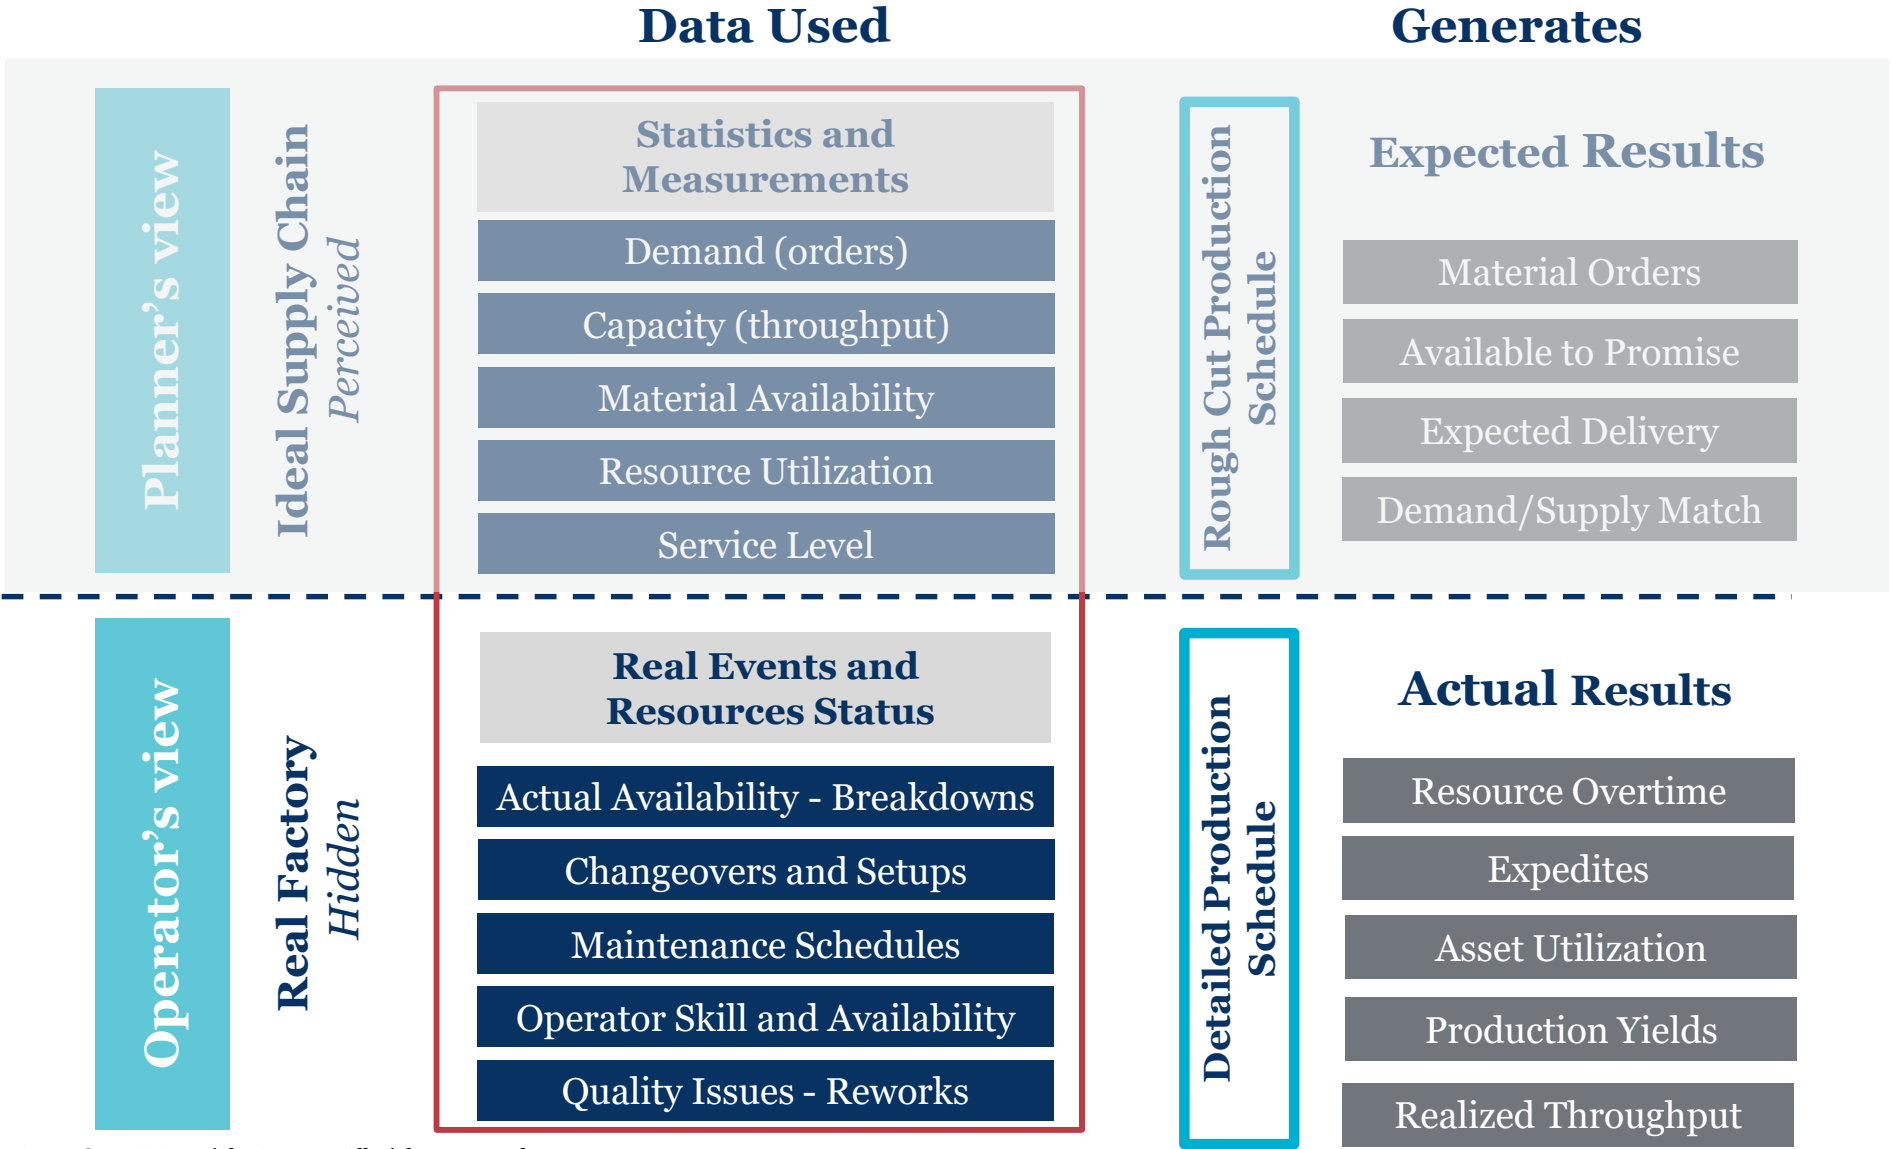 Data Used
Generates
Planner's view
Ideal Supply Chain
Perceived
Statistics and
Measurements
Demand (orders)
Capacity (throughput)
Material Availability
Resource Utilization
Service Level
Rough Cut Production
Schedule
Expected Results
Material Orders
Available to Promise
Expected Delivery
Demand/Supply Match
Operator's view
Real Factory
Hidden
Real Events and
Resources Status
Actual Availability - Breakdowns
Changeovers and Setups
Maintenance Schedules
Operator Skill and Availability
Quality Issues - Reworks
Detailed Production
Schedule
Actual Results
Resource Overtime
Expedites
Asset Utilization
Production Yields
Realized Throughput